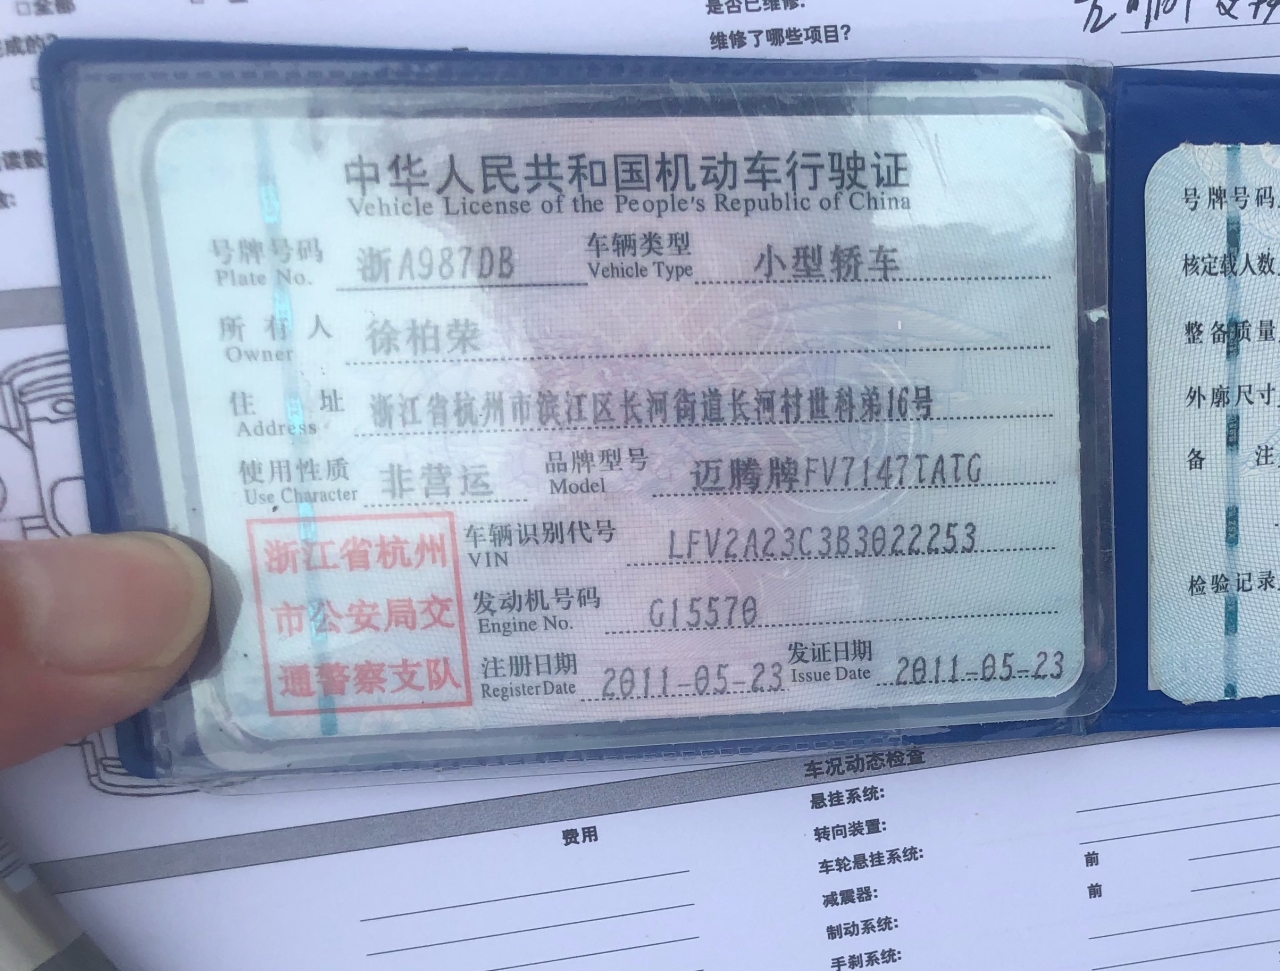 □全部
是否已维修:
维修了哪些项目?
中华人民共和国机动车行驶证
Vehicle License of the People's Republic of China
号牌号码 浙A987DB 车辆类型 小型轿车
Plate No. Vehicle Type
所有人 徐柏荣
Owner
住址 浙江省杭州市滨江区长河街道长河村世科弟16号
Address
使用性质 非营运 品牌型号 迈腾牌FV7147TATG
Use Character Model
浙江省杭州
市公安局交
通警察支队
车辆识别代号 LFV2A23C3B3022253
VIN
发动机号码 G15570
Engine No.
注册日期 2011-05-23 发证日期 2011-05-23
Register Date Issue Date
号牌号码
核定载人数
整备质量
外廓尺寸
备 注
检验记录
车况动态检查
费用
悬挂系统:
转向装置:
车轮悬挂系统: 前
减震器: 前
制动系统:
手刹系统: